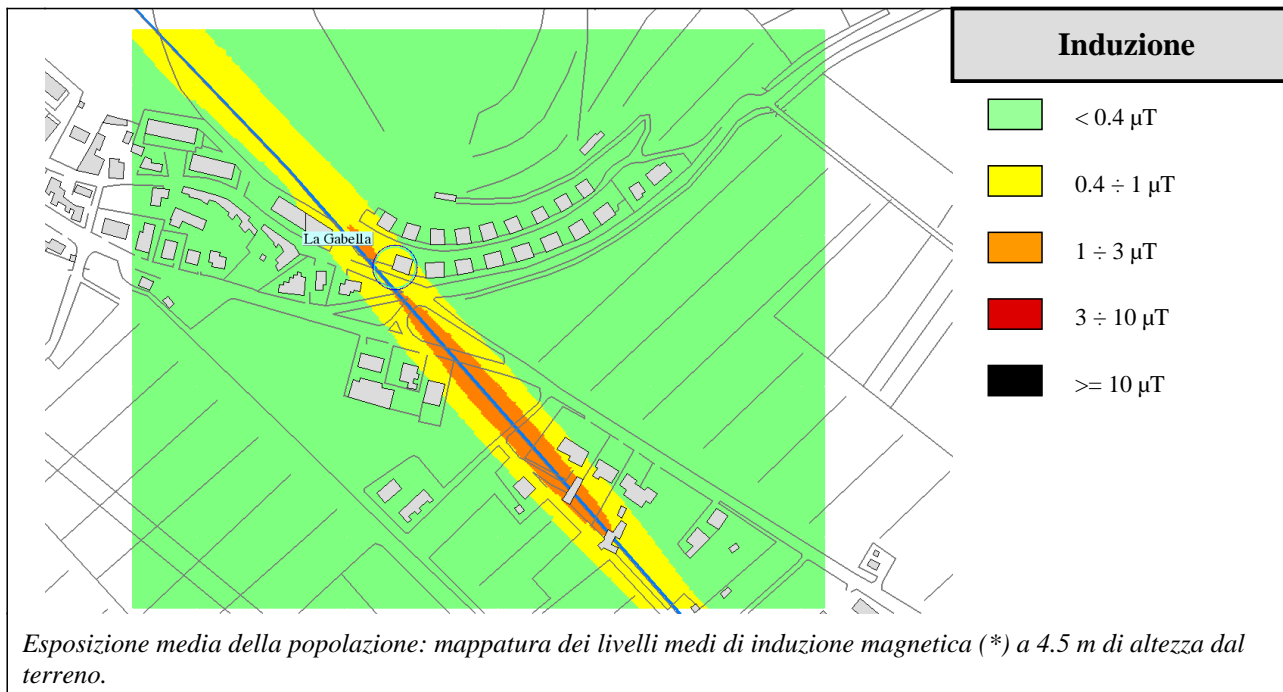 Induzione
< 0.4 µT
0.4 ÷ 1 µT
1 ÷ 3 µT
3 ÷ 10 µT
>= 10 µT
La Gabella
Esposizione media della popolazione: mappatura dei livelli medi di induzione magnetica (*) a 4.5 m di altezza dal
terreno.